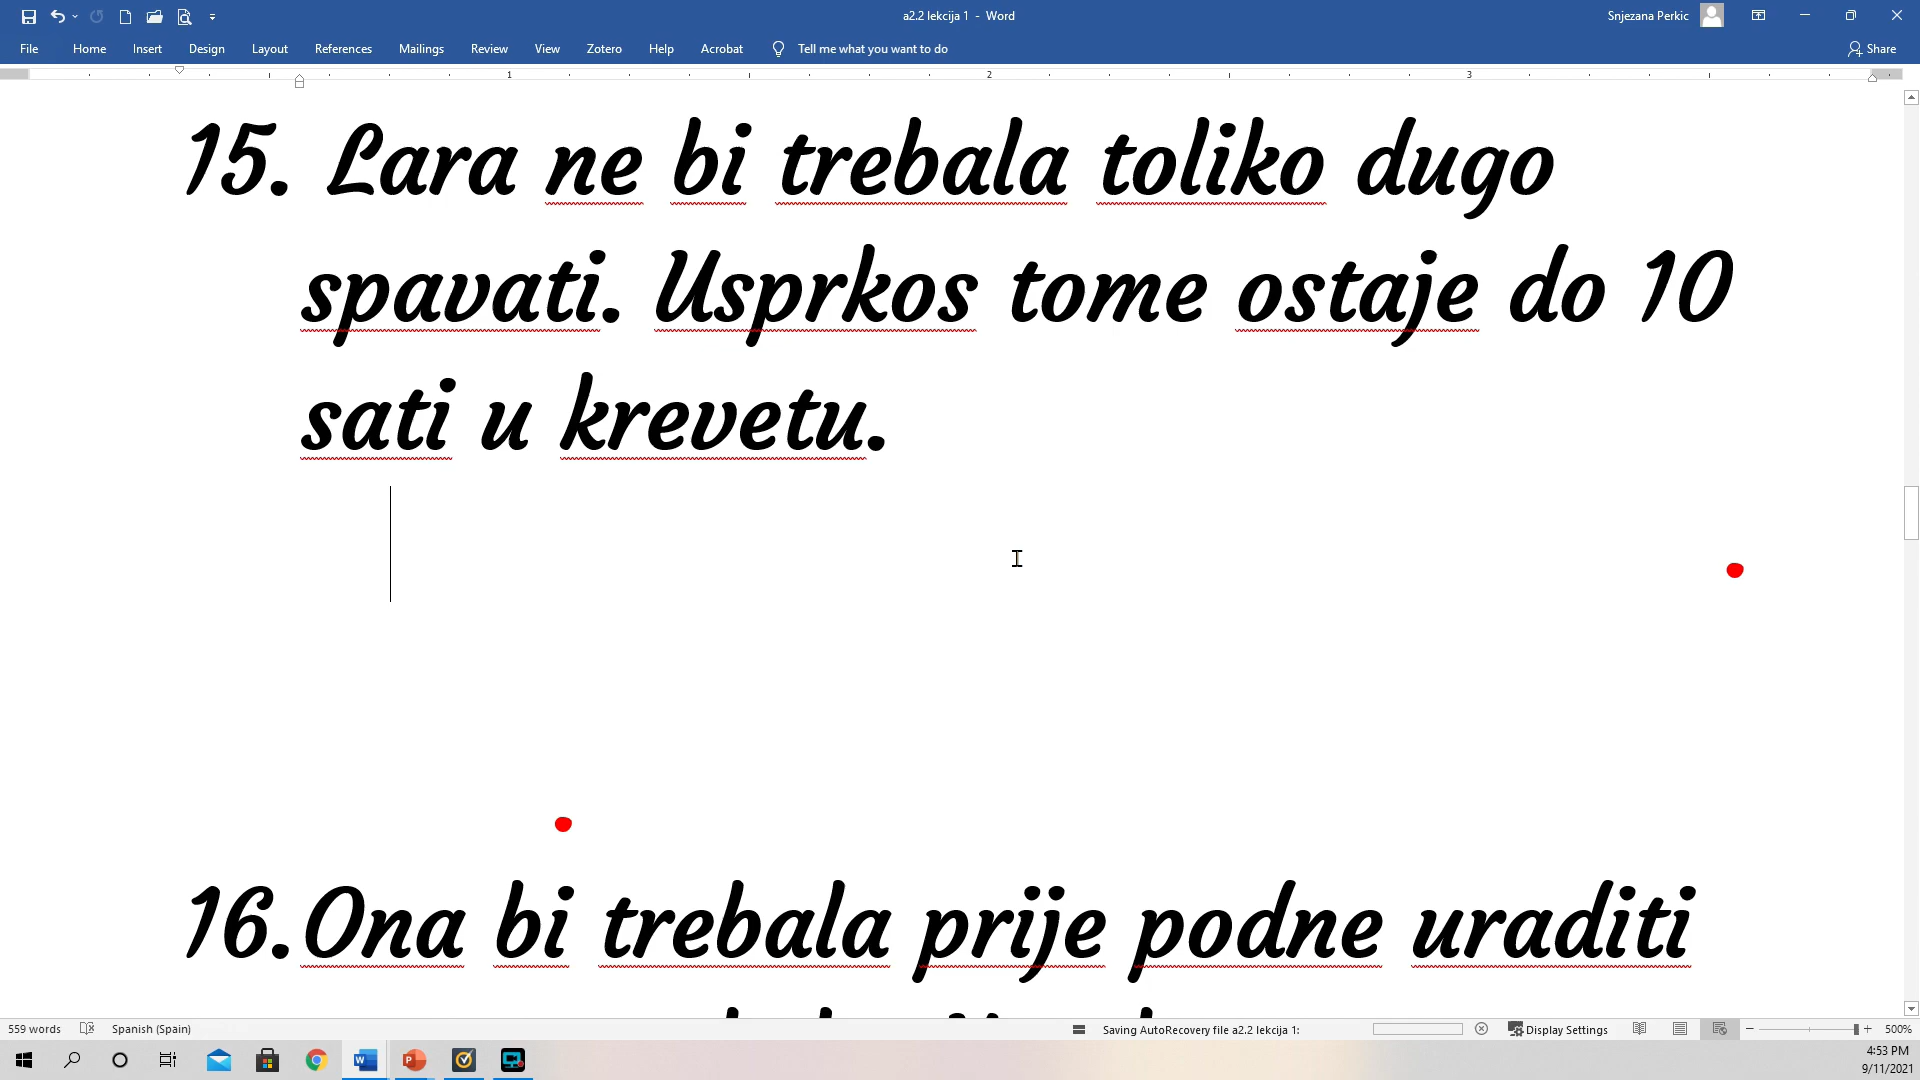 a2.2 lekcija 1 - Word
Snjezana Perkic
File Home Insert Design Layout References Mailings Review View Zotero Help Acrobat Tell me what you want to do Share
1 2 3
15. Lara ne bi trebala toliko dugo
spavati. Usprkos tome ostaje do 10
sati u krevetu.
16.Ona bi trebala prije podne uraditi
559 words Spanish (Spain) Saving AutoRecovery file a2.2 lekcija 1: Display Settings 500%
4:53 PM
9/11/2021